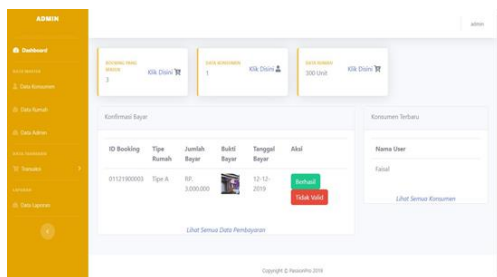 ADMIN
admin
Dashboard
Data Konsumen
Data Rumah
Data Admin
Transaksi
Data Laporan
3
Klik Disini
DATA KONSUMEN
1
Klik Disini
DATA RUMAH
300 Unit
Klik Disini
Konfirmasi Bayar
ID Booking Tipe Rumah Jumlah Bayar Bukti Bayar Tanggal Bayar Aksi
01121900003 Tipe A RP. 3.000.000 12-12-2019 Berhasil
Tidak Valid
Lihat Semua Data Pembayaran
Konsumen Terbaru
Nama User
Faisal
Lihat Semua Konsumen